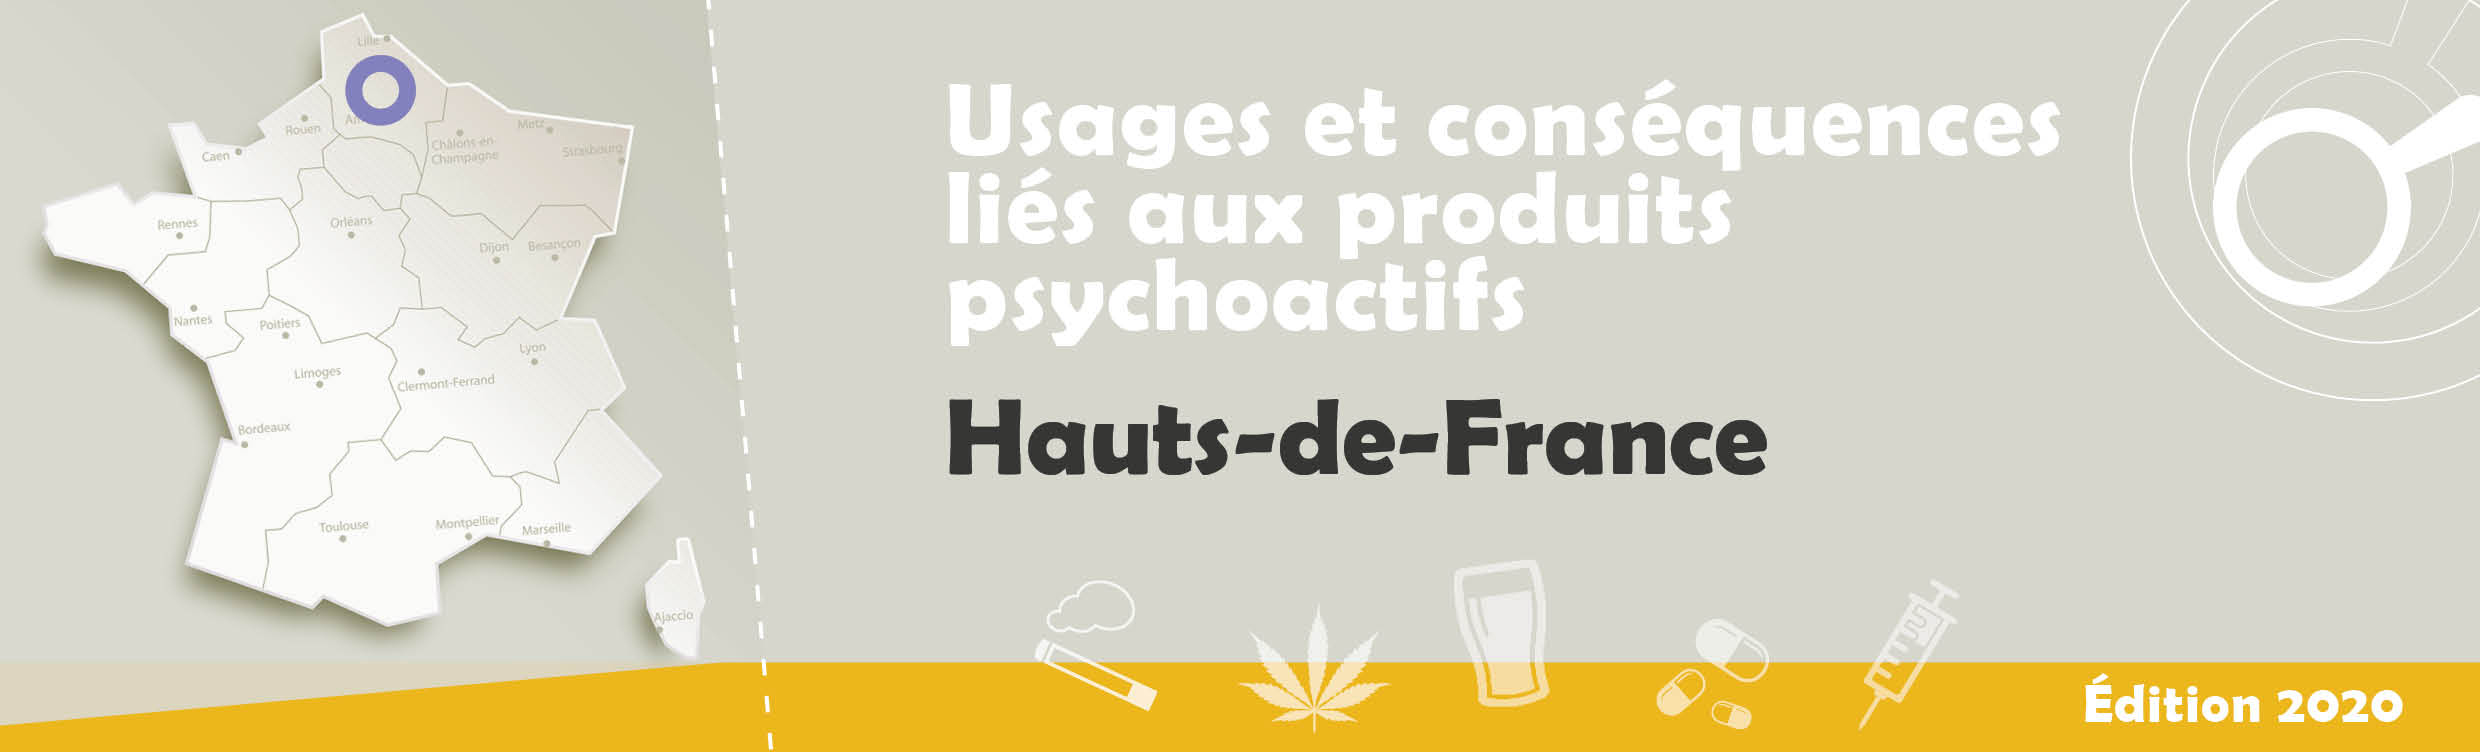 Lille
Rouen
Metz
Châlons-en-
Champagne
Strasbourg
Caen
Rennes
Orléans
Dijon
Besançon
Nantes
Poitiers
Lyon
Limoges
Clermont-Ferrand
Bordeaux
Toulouse
Montpellier
Marseille
Ajaccio
Usages et conséquences
liés aux produits
psychoactifs
Hauts-de-France
Édition 2020